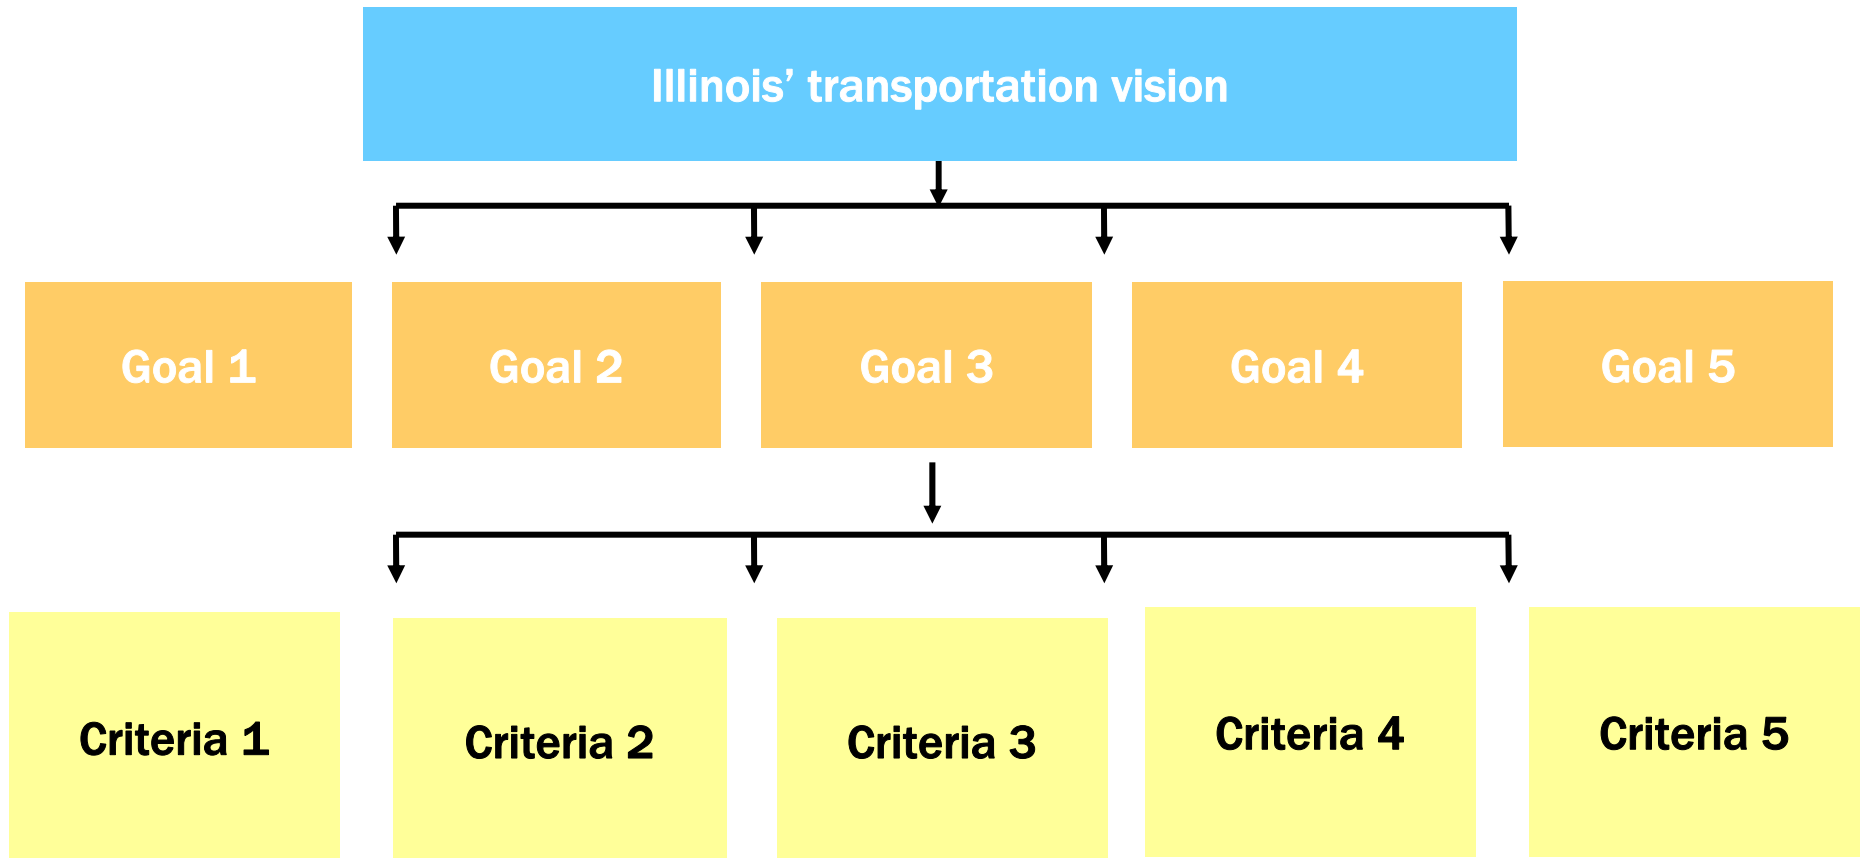 Illinois’ transportation vision
Goal 1
Goal 2
Goal 3
Goal 4
Goal 5
Criteria 1
Criteria 2
Criteria 3
Criteria 4
Criteria 5